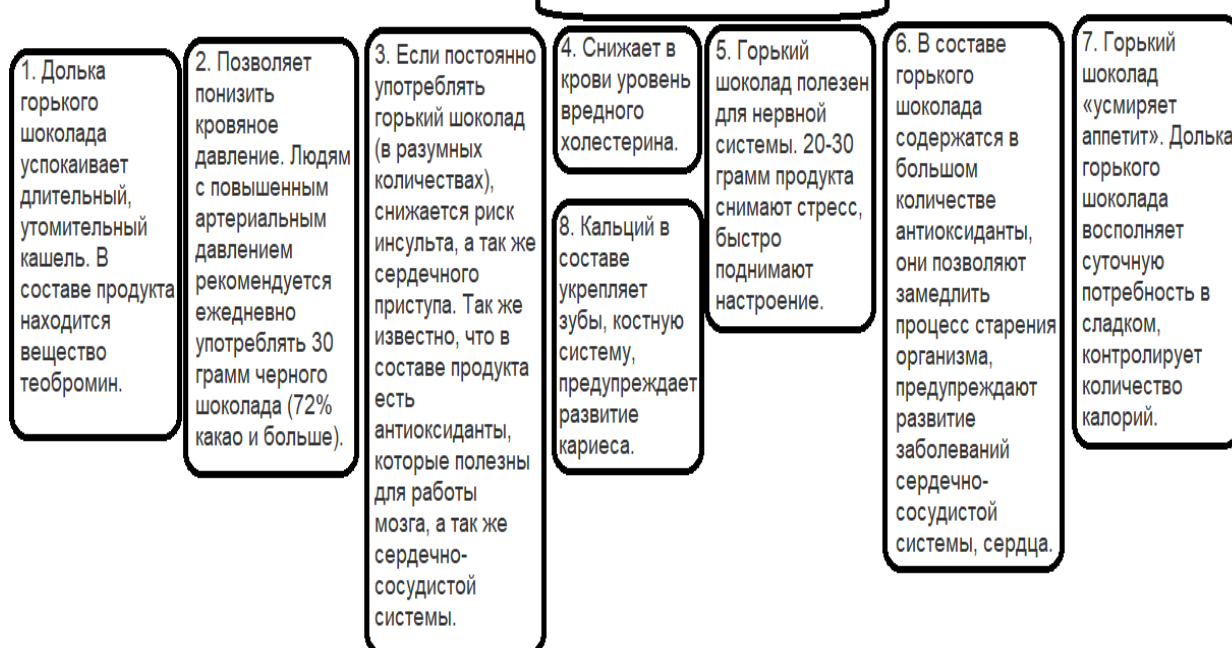 1. Долька
горького
шоколада
успокаивает
длительный,
утомительный
кашель. В
составе продукта
находится
вещество
теобромин.
2. Позволяет
понизить
кровяное
давление. Людям
с повышенным
артериальным
давлением
рекомендуется
ежедневно
употреблять 30
грамм черного
шоколада (72%
какао и больше).
3. Если постоянно
употреблять
горький шоколад
(в разумных
количествах),
снижается риск
инсульта, а так же
сердечного
приступа. Так же
известно, что в
составе продукта
есть
антиоксиданты,
которые полезны
для работы
мозга, а так же
сердечно-
сосудистой
системы.
4. Снижает в
крови уровень
вредного
холестерина.
5. Горький
шоколад полезен
для нервной
системы. 20-30
грамм продукта
снимают стресс,
быстро
поднимают
настроение.
6. В составе
горького
шоколада
содержатся в
большом
количестве
антиоксиданты,
они позволяют
замедлить
процесс старения
организма,
предупреждают
развитие
заболеваний
сердечно-
сосудистой
системы, сердца.
7. Горький
шоколад
«усмиряет
аппетит». Долька
горького
шоколада
восполняет
суточную
потребность в
сладком,
контролирует
количество
калорий.
8. Кальций в
составе
укрепляет
зубы, костную
систему,
предупреждает
развитие
кариеса.